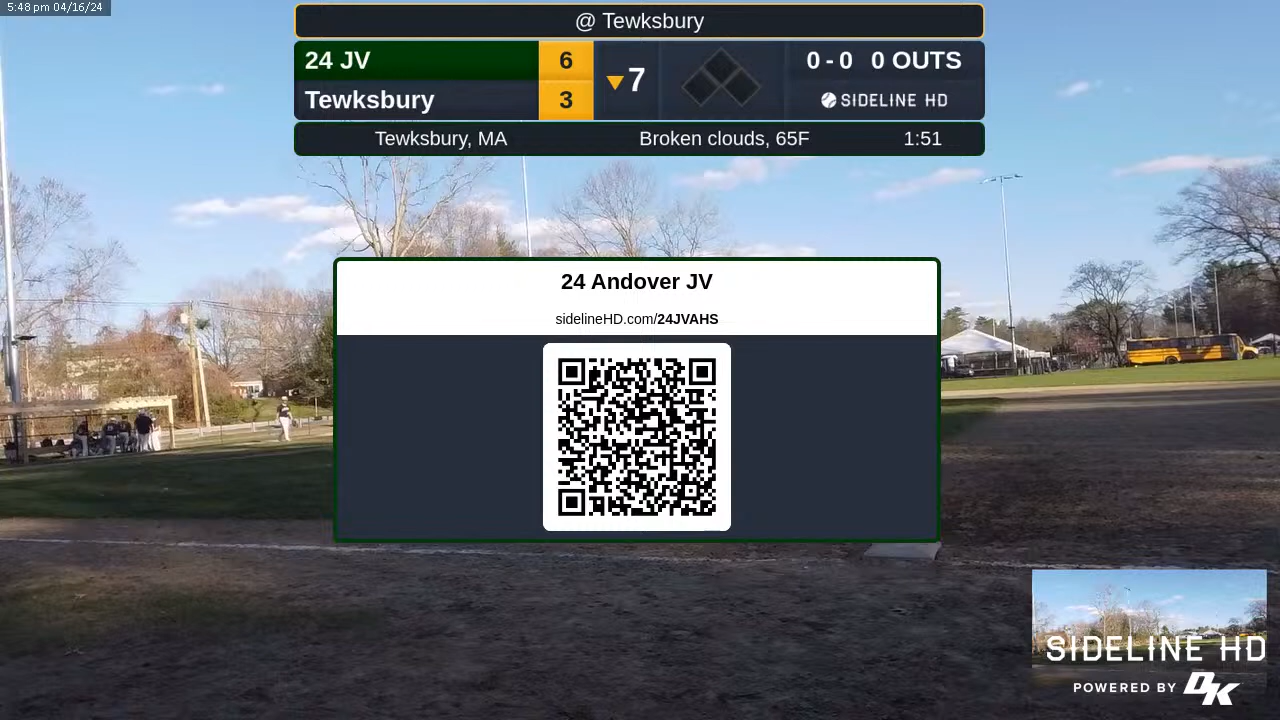 5:48 pm 04/16/24
@ Tewksbury
24 JV 6
7
0 - 0 0 OUTS
Tewksbury 3
SIDELINE HD
Tewksbury, MA Broken clouds, 65F 1:51
24 Andover JV
sidelineHD.com/24JVAHS
SIDELINE HD
POWERED BY DK